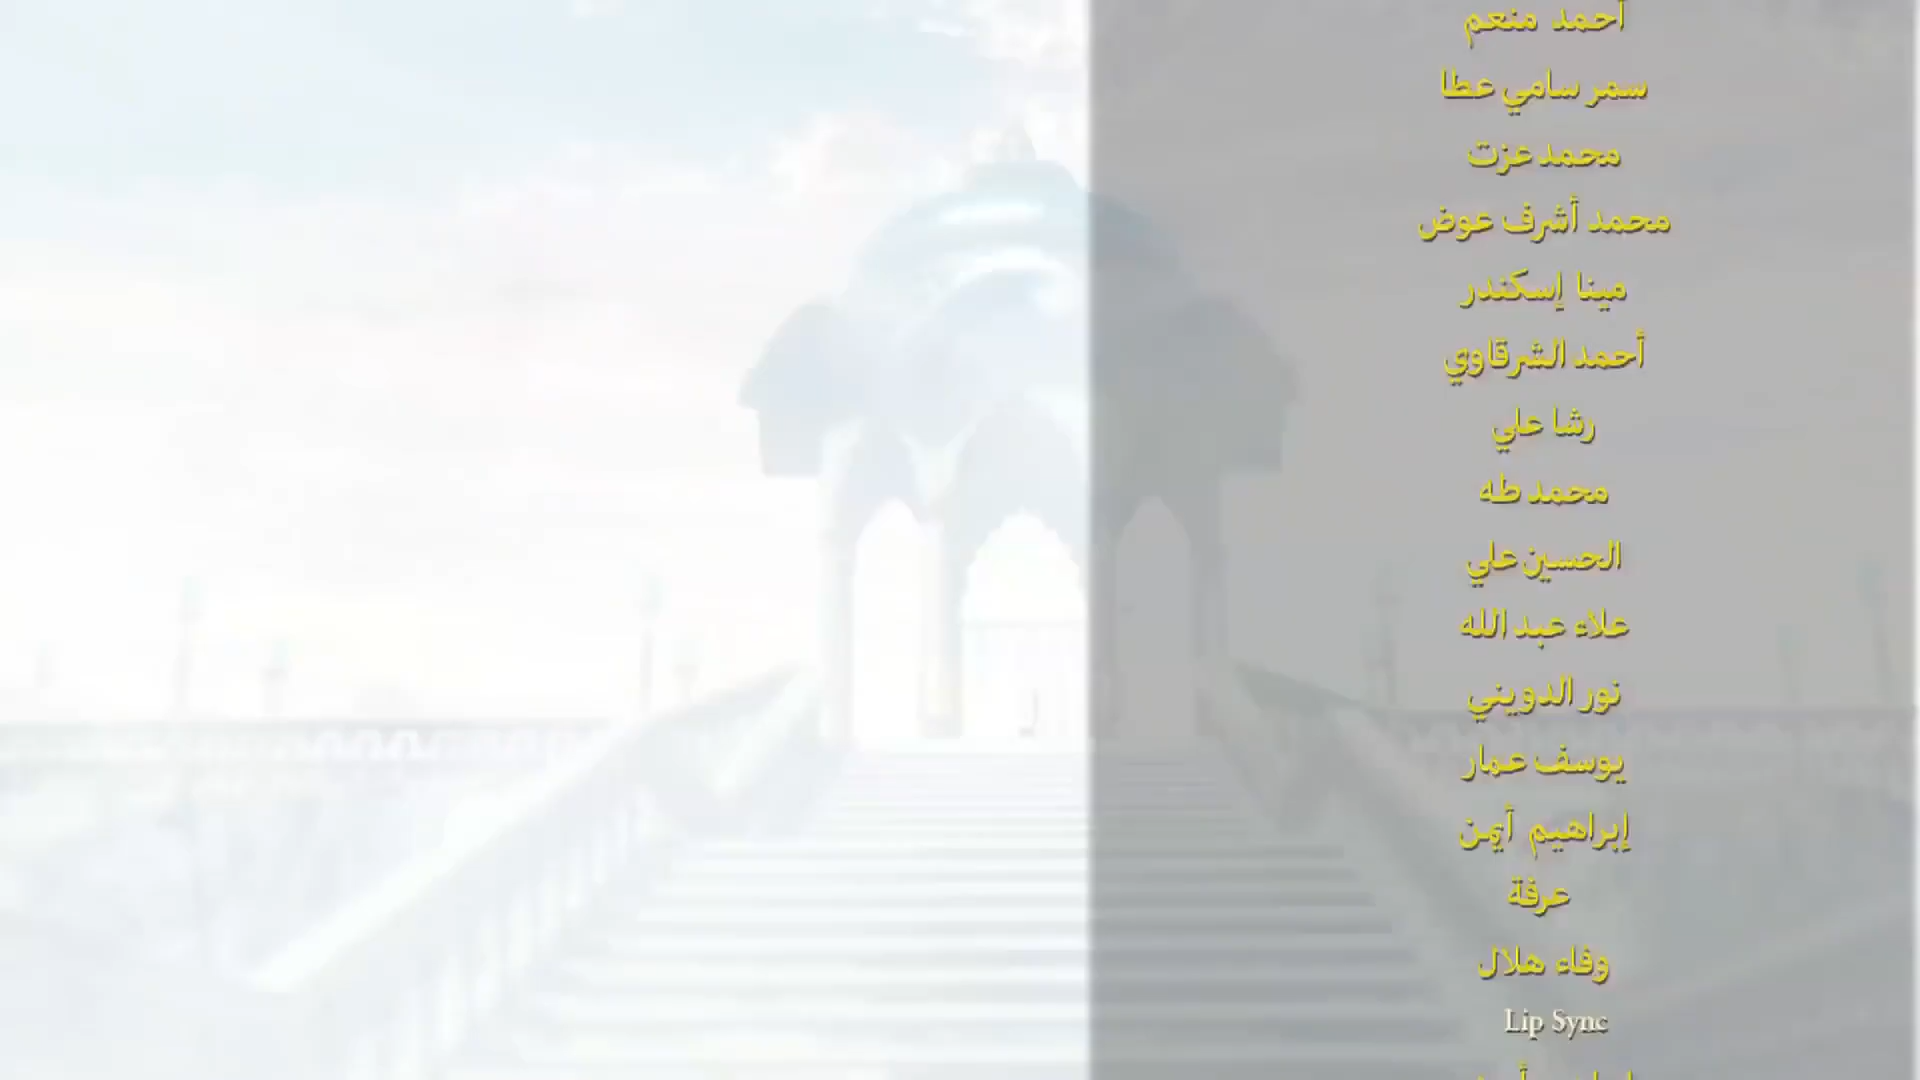 أحمد منعم
سمر سامي عطا
محمد عزت
محمد أشرف عوض
مينا إسكندر
أحمد الشرقاوي
رشا علي
محمد طه
الحسين علي
علاء عبد الله
نور الدويني
يوسف عمار
إبراهيم أيمن
عرفة
وفاء هلال
Lip Sync